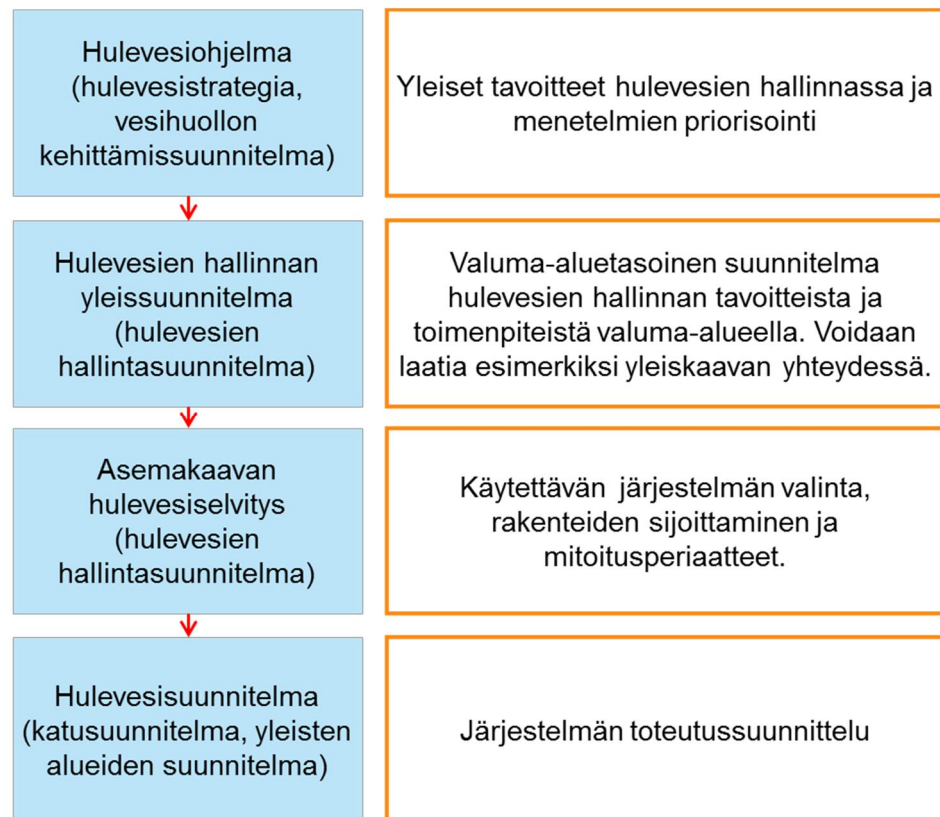 Hulevesiohjelma
(hulevesistrategia,
vesihuollon
kehittämissuunnitelma)
Yleiset tavoitteet hulevesien hallinnassa ja
menetelmien priorisointi
Hulevesien hallinnan
yleissuunnitelma
(hulevesien
hallintasuunnitelma)
Valuma-aluetasoinen suunnitelma
hulevesien hallinnan tavoitteista ja
toimenpiteistä valuma-alueella. Voidaan
laatia esimerkiksi yleiskaavan yhteydessä.
Asemakaavan
hulevesiselvitys
(hulevesien
hallintasuunnitelma)
Käytettävän järjestelmän valinta,
rakenteiden sijoittaminen ja
mitoitusperiaatteet.
Hulevesisuunnitelma
(katusuunnitelma, yleisten
alueiden suunnitelma)
Järjestelmän toteutussuunnittelu